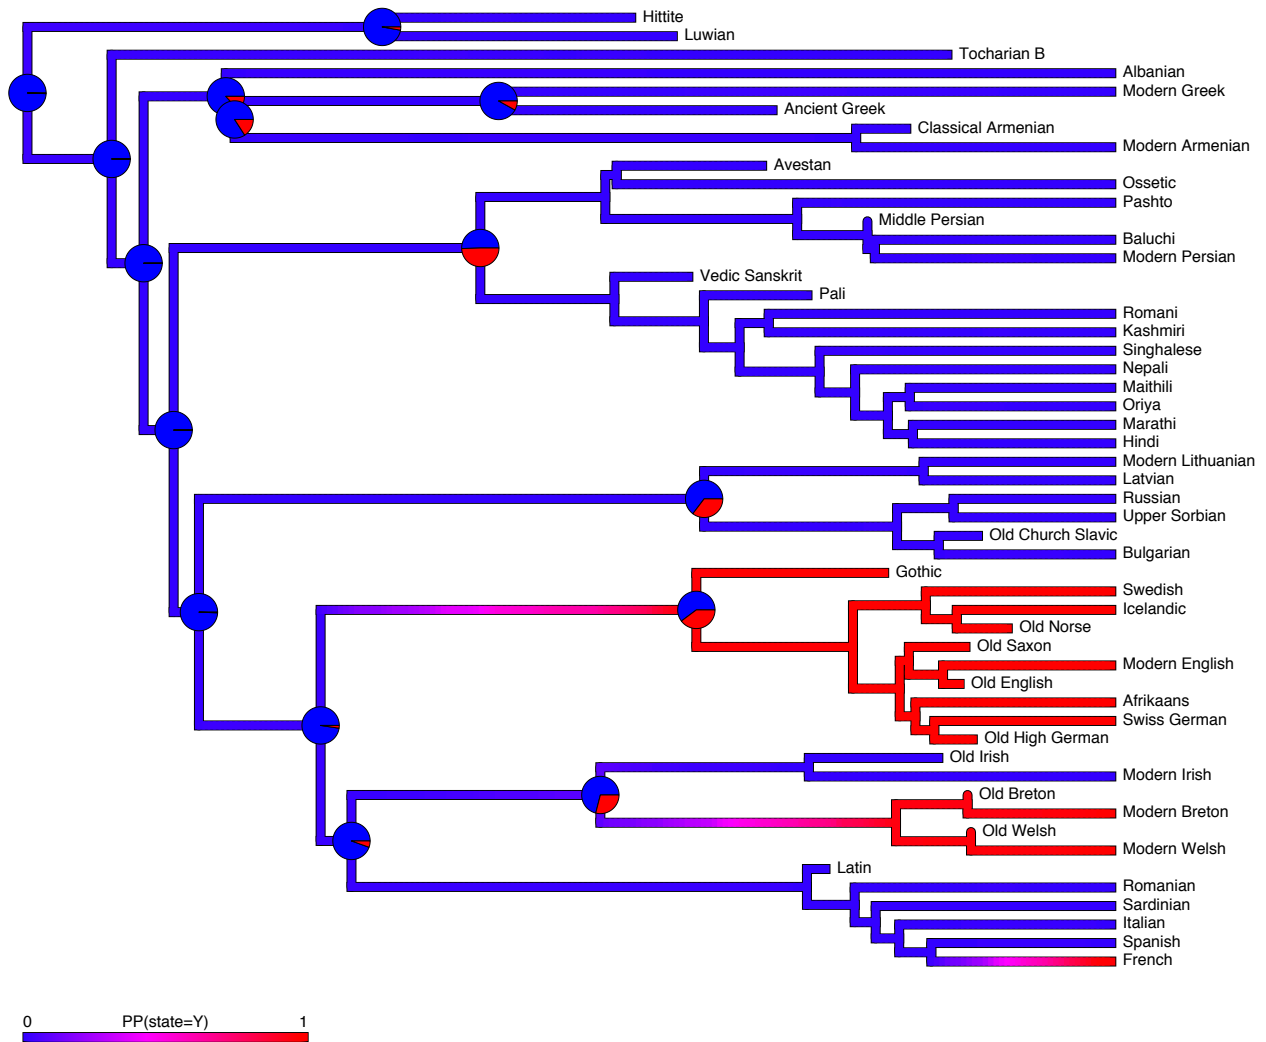 Hittite
Luwian
Tocharian B
Albanian
Modern Greek
Ancient Greek
Classical Armenian
Modern Armenian
Avestan
Ossetic
Pashto
Middle Persian
Baluchi
Modern Persian
Vedic Sanskrit
Pali
Romani
Kashmiri
Singhalese
Nepali
Maithili
Oriya
Marathi
Hindi
Modern Lithuanian
Latvian
Russian
Upper Sorbian
Old Church Slavic
Bulgarian
Gothic
Swedish
Icelandic
Old Norse
Old Saxon
Modern English
Old English
Afrikaans
Swiss German
Old High German
Old Irish
Modern Irish
Old Breton
Modern Breton
Old Welsh
Modern Welsh
Latin
Romanian
Sardinian
Italian
Spanish
French
0 PP(state=Y) 1